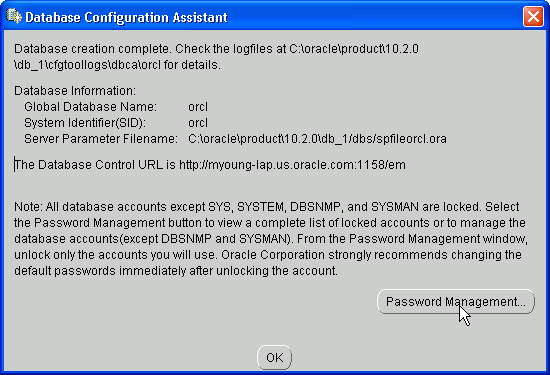 Database Configuration Assistant
Database creation complete. Check the logfiles at C:\oracle\product\10.2.0
\db_1\cfgtoollogs\dbca\orcl for details.
Database Information:
Global Database Name: orcl
System Identifier(SID): orcl
Server Parameter Filename: C:\oracle\product\10.2.0\db_1/dbs/spfileorcl.ora
The Database Control URL is http://myoung-lap.us.oracle.com:1158/em
Note: All database accounts except SYS, SYSTEM, DBSNMP, and SYSMAN are locked. Select
the Password Management button to view a complete list of locked accounts or to manage the
database accounts(except DBSNMP and SYSMAN). From the Password Management window,
unlock only the accounts you will use. Oracle Corporation strongly recommends changing the
default passwords immediately after unlocking the account.
Password Management...
OK